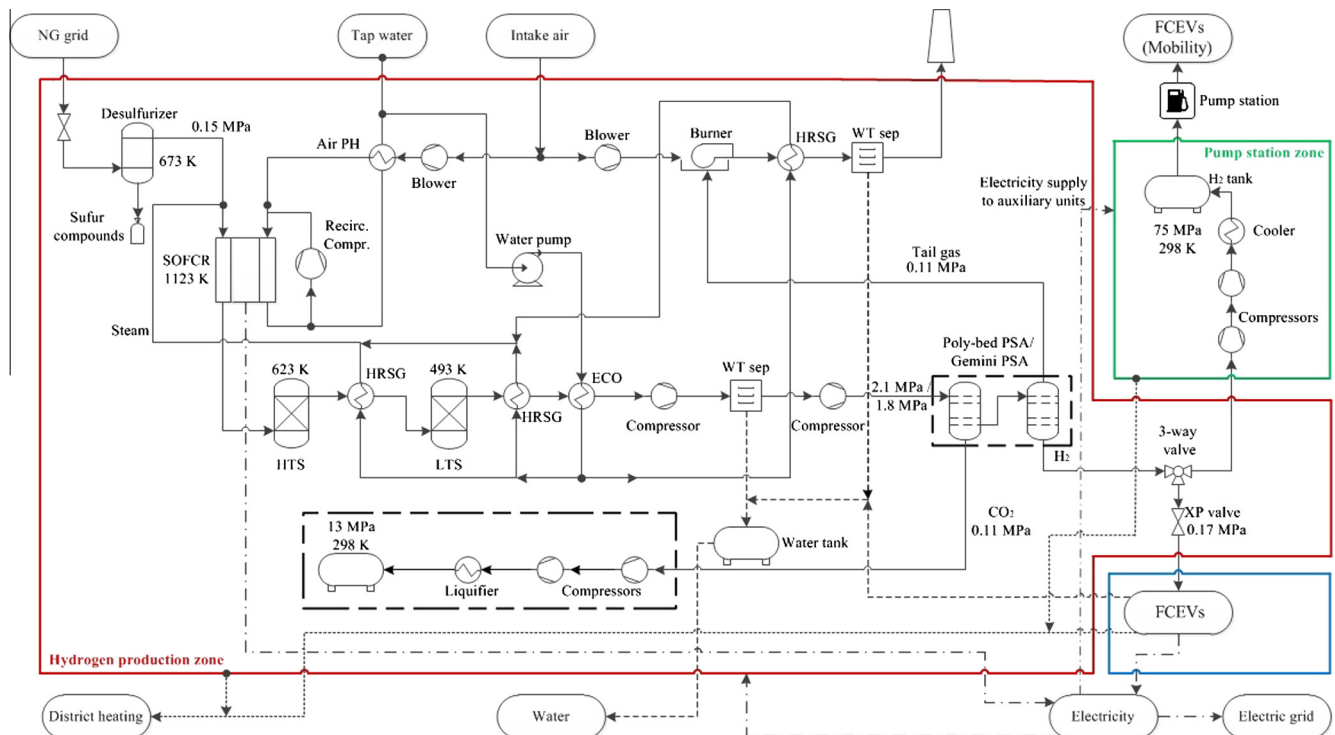 NG grid
Tap water
Intake air
FCEVs
(Mobility)
Pump station
Desulfurizer
0.15 MPa
673 K
Air PH
Blower
Blower
Burner
HRSG
WT sep
Pump station zone
Electricity supply
to auxiliary units
H2 tank
75 MPa
298 K
Cooler
Compressors
Sufur
compounds
SOFCR
1123 K
Recirc.
Compr.
Water pump
Tail gas
0.11 MPa
Steam
623 K
HRSG
493 K
HRSG
ECO
WT sep
Poly-bed PSA/
Gemini PSA
2.1 MPa /
1.8 MPa
Compressor
Compressor
HTS
LTS
H2
3-way
valve
CO2
0.11 MPa
XP valve
0.17 MPa
13 MPa
298 K
Liquifier
Compressors
Water tank
FCEVs
Hydrogen production zone
District heating
Water
Electricity
Electric grid